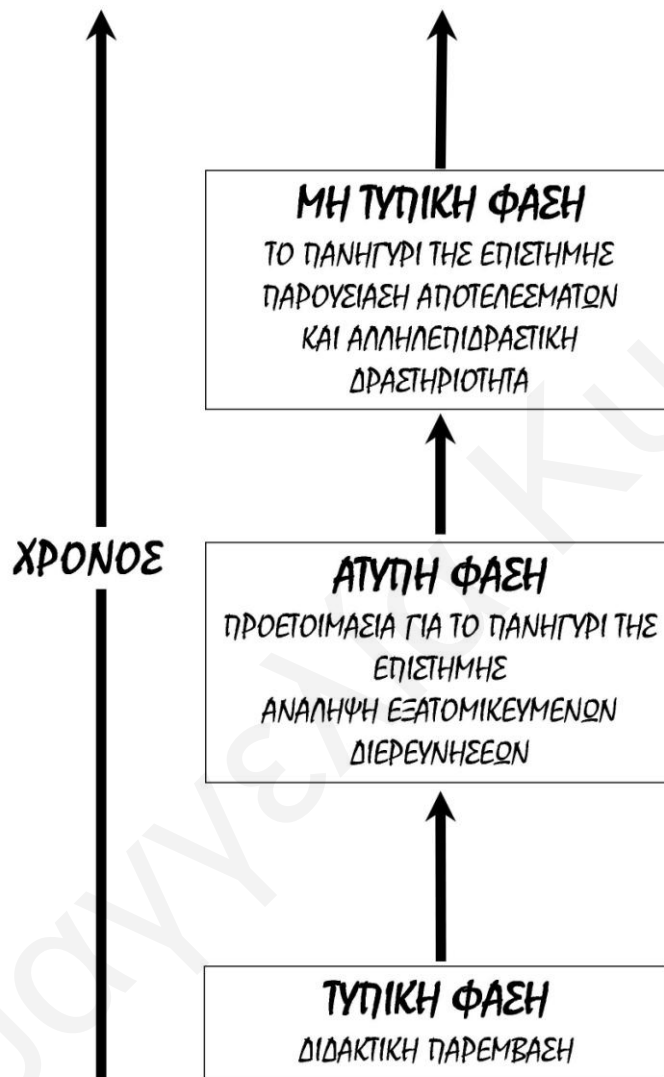 ΜΗ ΤΥΠΙΚΗ ΦΑΣΗ
ΤΟ ΠΑΝΗΓΥΡΙ ΤΗΣ ΕΠΙΣΤΗΜΗΣ
ΠΑΡΟΥΣΙΑΣΗ ΑΠΟΤΕΛΕΣΜΑΤΩΝ
ΚΑΙ ΑΛΛΗΛΕΠΙΔΡΑΣΤΙΚΗ
ΔΡΑΣΤΗΡΙΟΤΗΤΑ
ΧΡΟΝΟΣ
ΑΤΥΠΗ ΦΑΣΗ
ΠΡΟΕΤΟΙΜΑΣΙΑ ΓΙΑ ΤΟ ΠΑΝΗΓΥΡΙ ΤΗΣ
ΕΠΙΣΤΗΜΗΣ
ΑΝΑΛΗΨΗ ΕΞΑΤΟΜΙΚΕΥΜΕΝΩΝ
ΔΙΕΡΕΥΝΗΣΕΩΝ
ΤΥΠΙΚΗ ΦΑΣΗ
ΔΙΔΑΚΤΙΚΗ ΠΑΡΕΜΒΑΣΗ